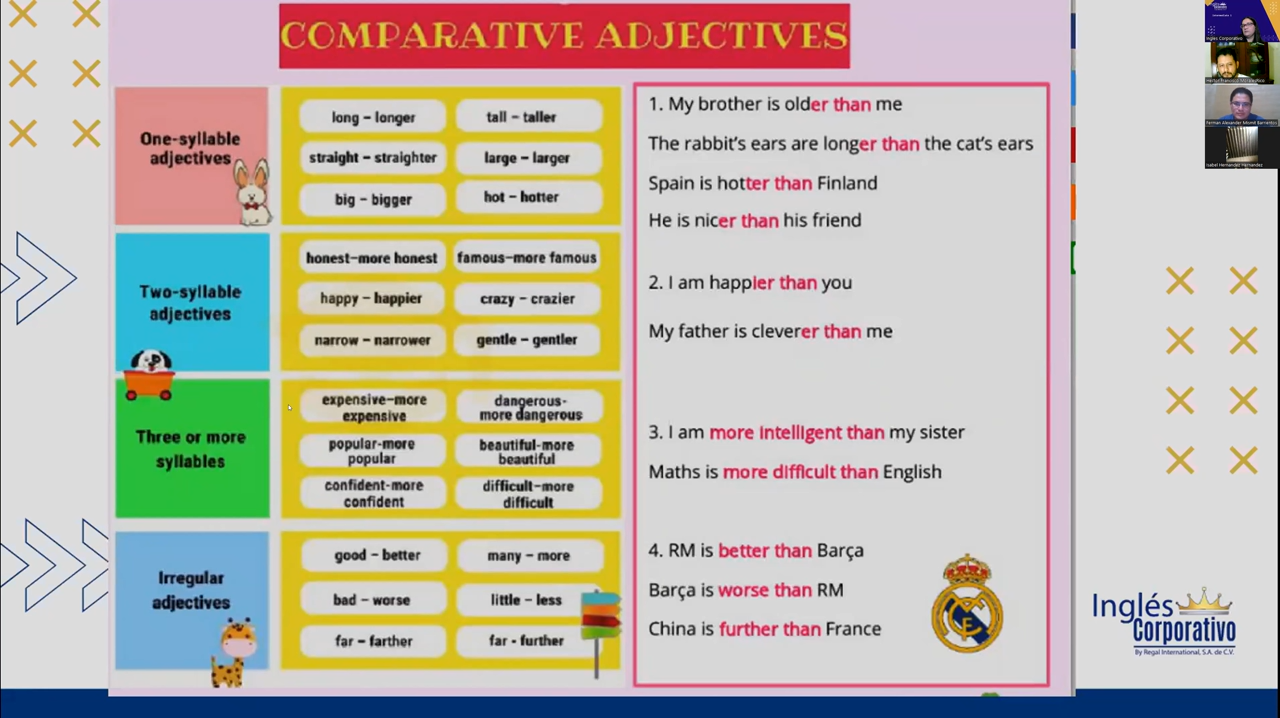 COMPARATIVE ADJECTIVES
One-syllable
adjectives
long – longer
tall – taller
straight – straighter
large – larger
big – bigger
hot – hotter
Two-syllable
adjectives
honest–more honest
famous–more famous
happy – happier
crazy – crazier
narrow – narrower
gentle – gentler
Three or more
syllables
expensive–more
expensive
dangerous-
more dangerous
popular-more
popular
beautiful-more
beautiful
confident-more
confident
difficult–more
difficult
Irregular
adjectives
good – better
many – more
bad – worse
little – less
far – farther
far - further
1. My brother is older than me
The rabbit's ears are longer than the cat's ears
Spain is hotter than Finland
He is nicer than his friend
2. I am happier than you
My father is cleverer than me
3. I am more intelligent than my sister
Maths is more difficult than English
4. RM is better than Barça
Barça is worse than RM
China is further than France
Inglés
Corporativo
By Regal International, S.A. de C.V.
Inglés
Corporativo
Inglés Corporativo